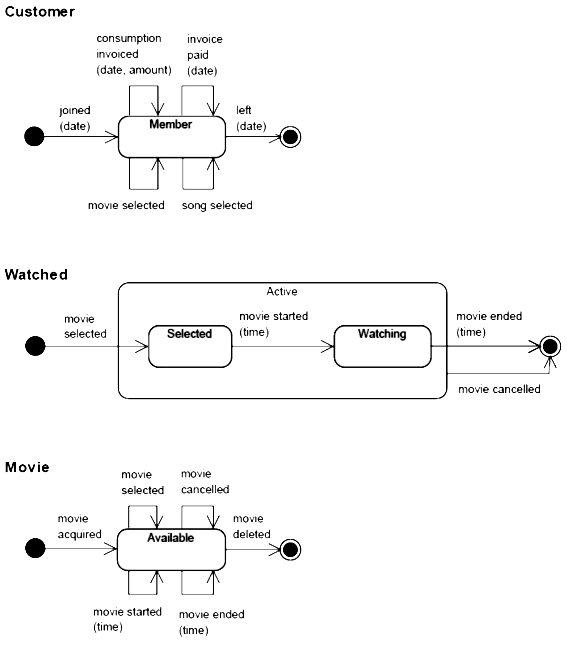 Customer
consumption
invoiced
(date, amount)
invoice
paid
(date)
joined
(date)
Member
left
(date)
movie selected
song selected
Watched
Active
movie
selected
Selected
movie started
(time)
Watching
movie ended
(time)
movie cancelled
Movie
movie
selected
movie
cancelled
movie
acquired
Available
movie
deleted
movie started
(time)
movie ended
(time)